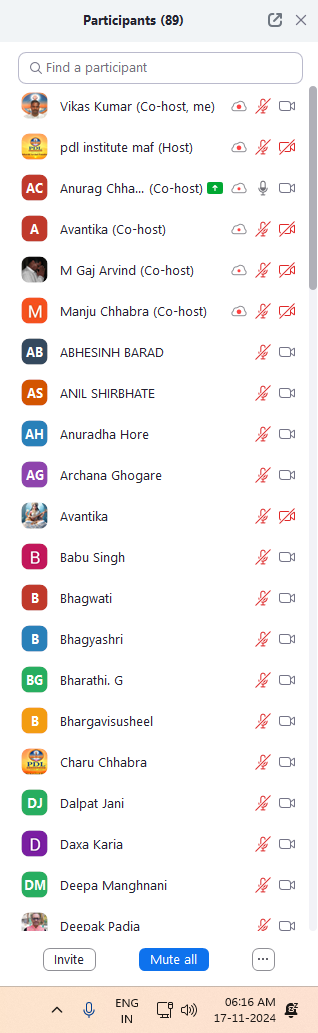 Participants (89)
Find a participant
Vikas Kumar (Co-host, me)
pdl institute maf (Host)
AC Anurag Chha... (Co-host)
A Avantika (Co-host)
M Gaj Arvind (Co-host)
M Manju Chhabra (Co-host)
AB ABHESINH BARAD
AS ANIL SHIRBHATE
AH Anuradha Hore
AG Archana Ghogare
Avantika
B Babu Singh
B Bhagwati
B Bhagyashri
BG Bharathi. G
B Bhargavisusheel
PDL Charu Chhabra
DJ Dalpat Jani
D Daxa Karia
DM Deepa Manghnani
Deepak Padia
Invite Mute all ...
ENG 06:16 AM
IN 17-11-2024